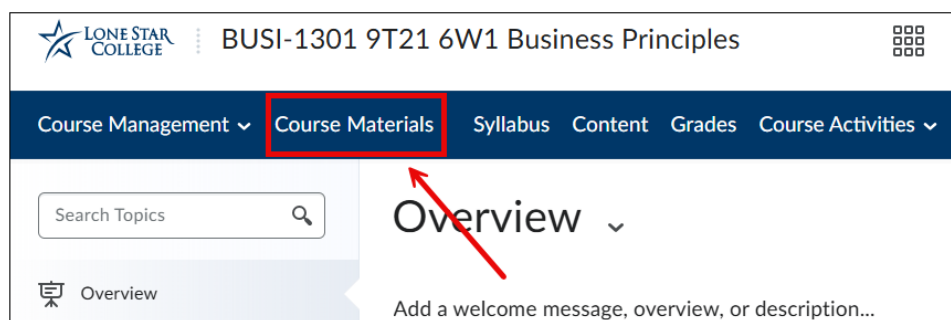 LONE STAR
COLLEGE
BUSI-1301 9T21 6W1 Business Principles
Course Management Course Materials Syllabus Content Grades Course Activities
Search Topics
Overview
Overview
Add a welcome message, overview, or description...